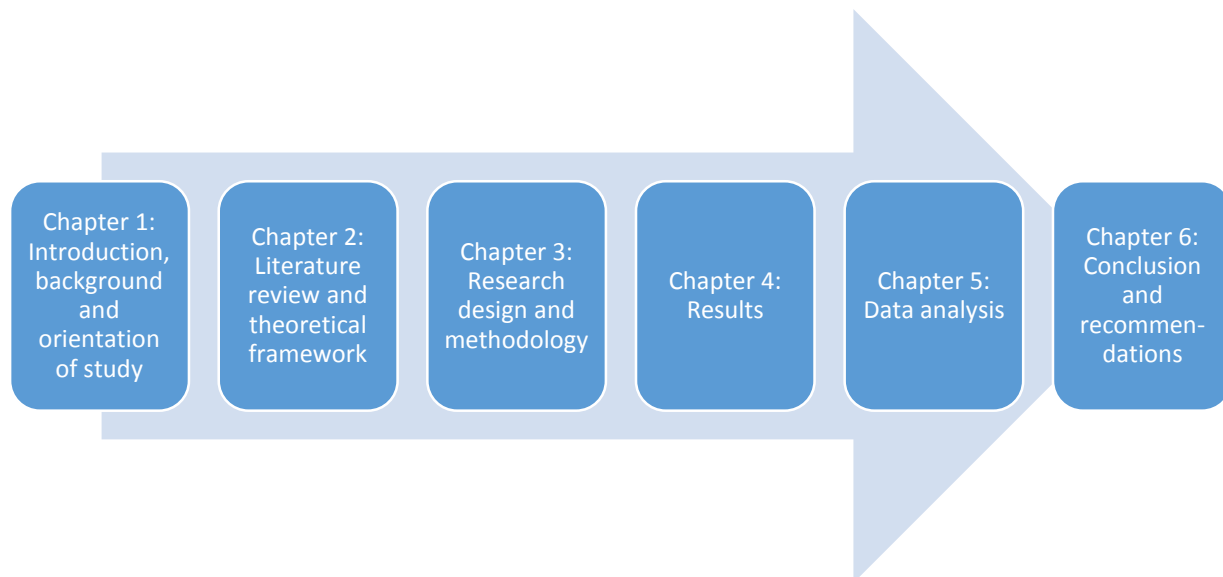 Chapter 1:
Introduction,
background
and
orientation
of study
Chapter 2:
Literature
review and
theoretical
framework
Chapter 3:
Research
design and
methodology
Chapter 4:
Results
Chapter 5:
Data analysis
Chapter 6:
Conclusion
and
recommen-
dations